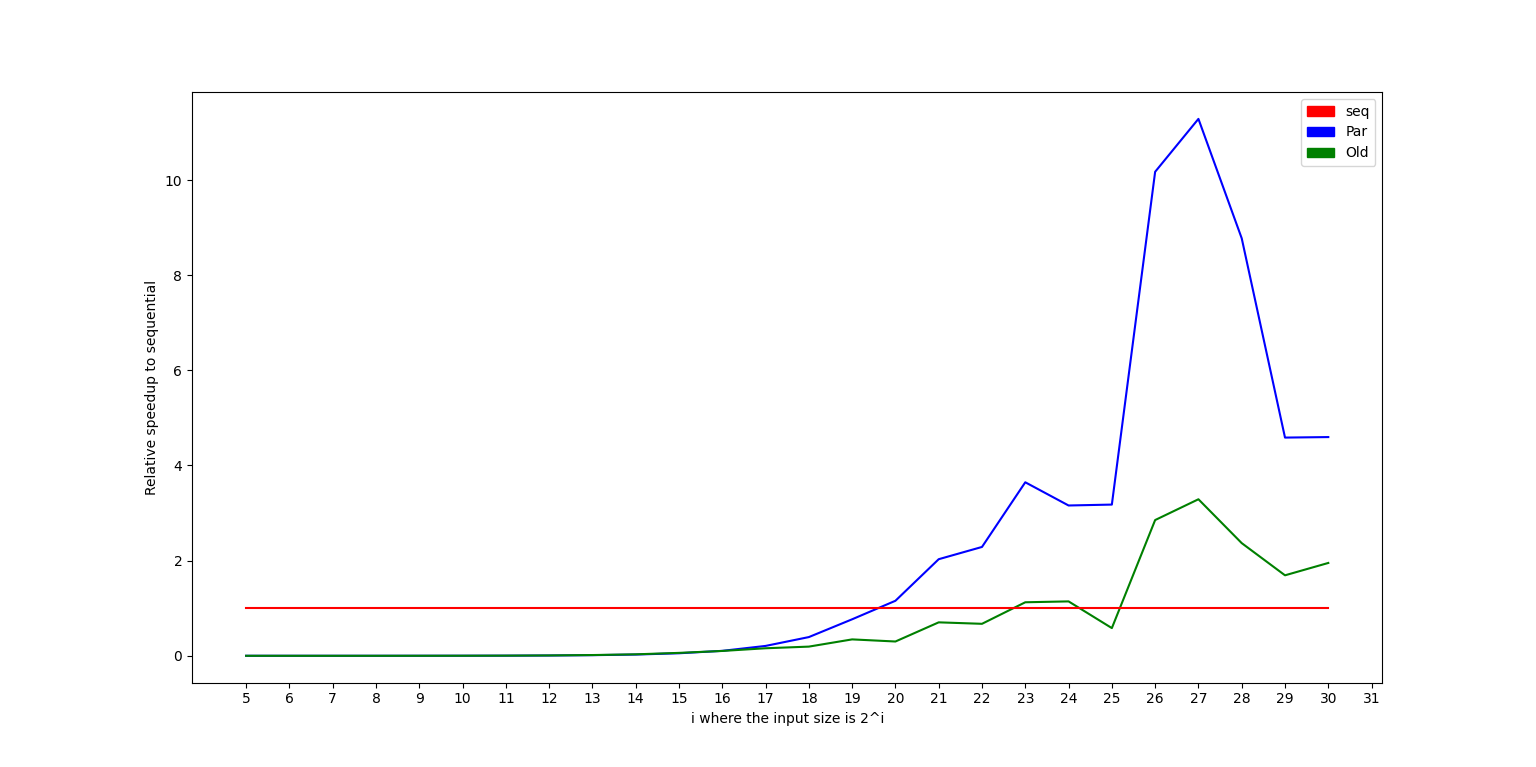 seq
Par
Old
10
8
6
4
2
0
Relative speedup to sequential
5 6 7 8 9 10 11 12 13 14 15 16 17 18 19 20 21 22 23 24 25 26 27 28 29 30 31
i where the input size is 2^i